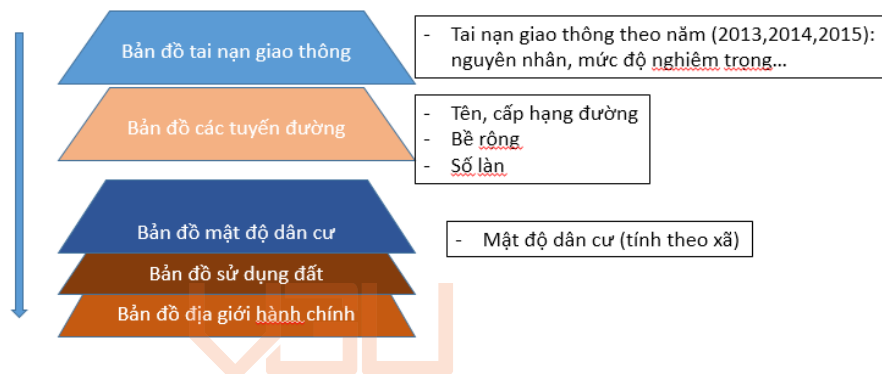 Bản đồ tai nạn giao thông
- Tai nạn giao thông theo năm (2013,2014,2015):
nguyên nhân, mức độ nghiêm trọng...
Bản đồ các tuyến đường
- Tên, cấp hạng đường
- Bề rộng
- Số làn
Bản đồ mật độ dân cư
- Mật độ dân cư (tính theo xã)
Bản đồ sử dụng đất
Bản đồ địa giới hành chính